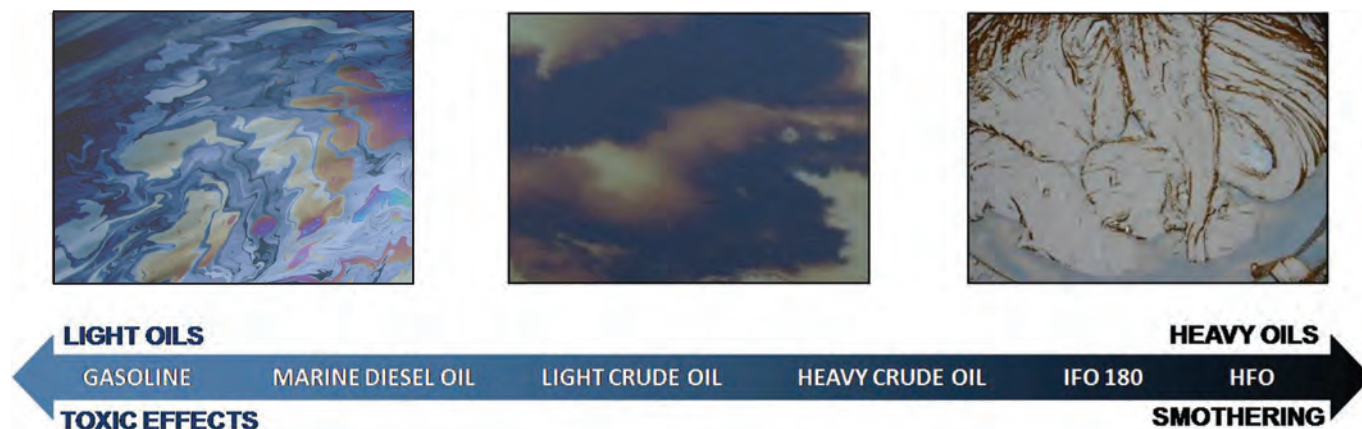 LIGHT OILS
HEAVY OILS
GASOLINE MARINE DIESEL OIL LIGHT CRUDE OIL HEAVY CRUDE OIL IFO 180 HFO
TOXIC EFFECTS
SMOTHERING